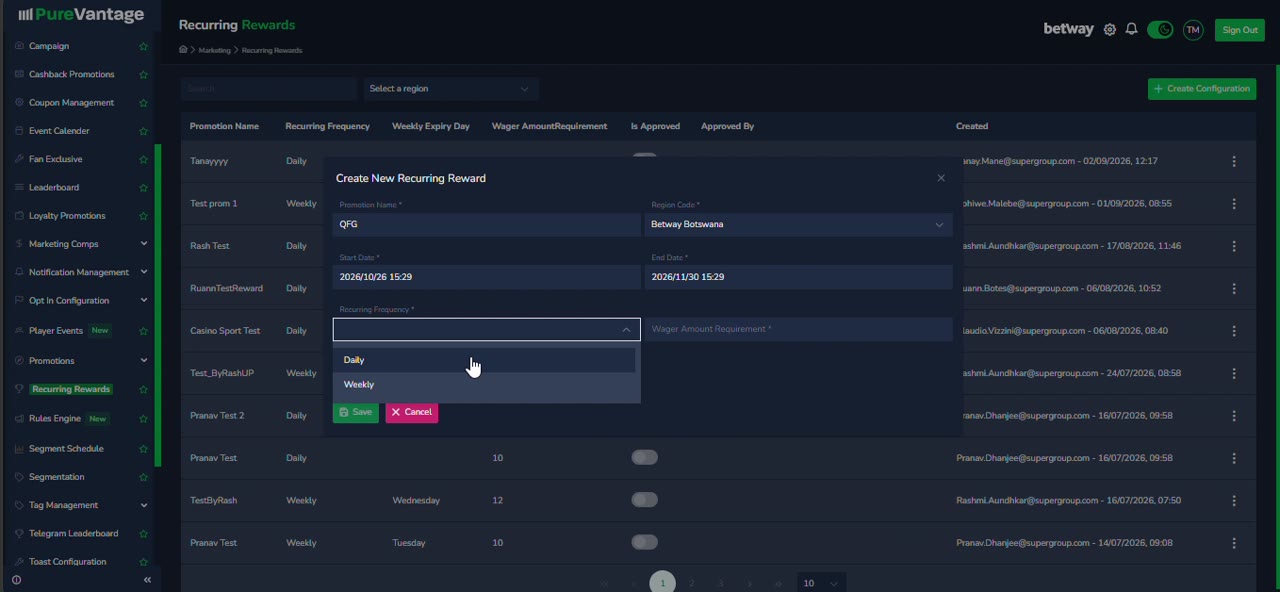 PureVantage
Campaign
Cashback Promotions
Coupon Management
Event Calender
Fan Exclusive
Leaderboard
Loyalty Promotions
Marketing Comps
Notification Management
Opt In Configuration
Player Events New
Promotions
Recurring Rewards
Rules Engine New
Segment Schedule
Segmentation
Tag Management
Telegram Leaderboard
Toast Configuration
Recurring Rewards
Marketing Recurring Rewards
betway TM Sign Out
Search Select a region + Create Configuration
Promotion Name Recurring Frequency Weekly Expiry Day Wager AmountRequirement Is Approved Approved By Created
Tanayyyy Daily anay.Mane@supergroup.com - 02/09/2026, 12:17
Test prom 1 Weekly ohiwe.Malebe@supergroup.com - 01/09/2026, 08:55
Rash Test Daily ashmi.Aundhkar@supergroup.com - 17/08/2026, 11:46
RuannTestReward Daily uann.Botes@supergroup.com - 06/08/2026, 10:52
Casino Sport Test Daily laudio.Vizzini@supergroup.com - 06/08/2026, 08:40
Test_ByRashUP Weekly ashmi.Aundhkar@supergroup.com - 24/07/2026, 08:58
Pranav Test 2 Daily ranav.Dhanjee@supergroup.com - 16/07/2026, 09:58
Pranav Test Daily 10 Pranav.Dhanjee@supergroup.com - 16/07/2026, 09:58
TestByRash Weekly Wednesday 12 Rashmi.Aundhkar@supergroup.com - 16/07/2026, 07:50
Pranav Test Weekly Tuesday 10 Pranav.Dhanjee@supergroup.com - 14/07/2026, 09:08
1 2 3 10
Create New Recurring Reward
Promotion Name * Region Code *
QFG Betway Botswana
Start Date * End Date *
2026/10/26 15:29 2026/11/30 15:29
Recurring Frequency *
Wager Amount Requirement *
Daily
Weekly
Save Cancel